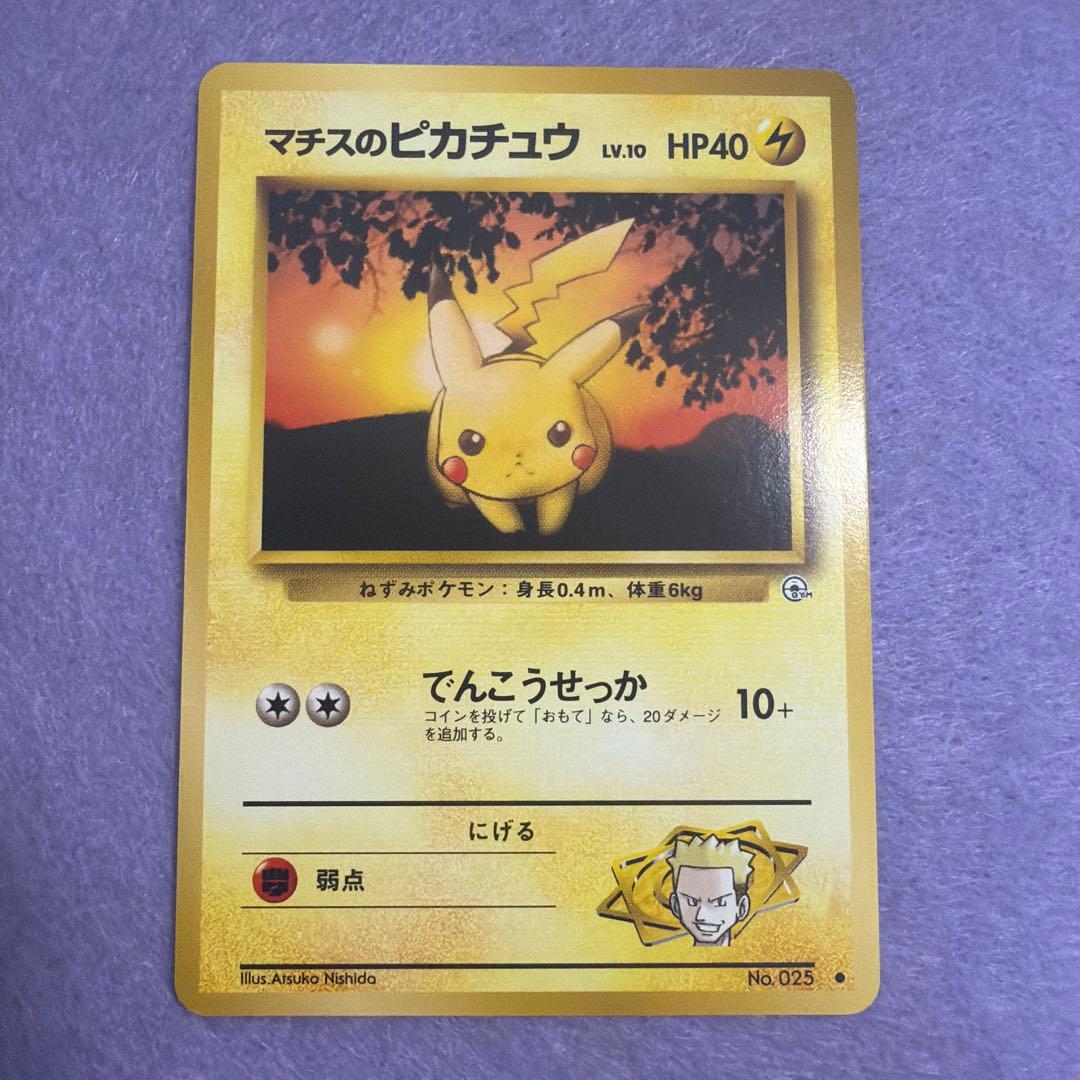 マチスのピカチュウ LV.10 HP40
ねずみポケモン：身長0.4m、体重6kg
GYM
でんこうせっか 10+
コインを投げて「おもて」なら、20ダメージ
を追加する。
にげる
弱点
Illus.Atsuko Nishida No. 025